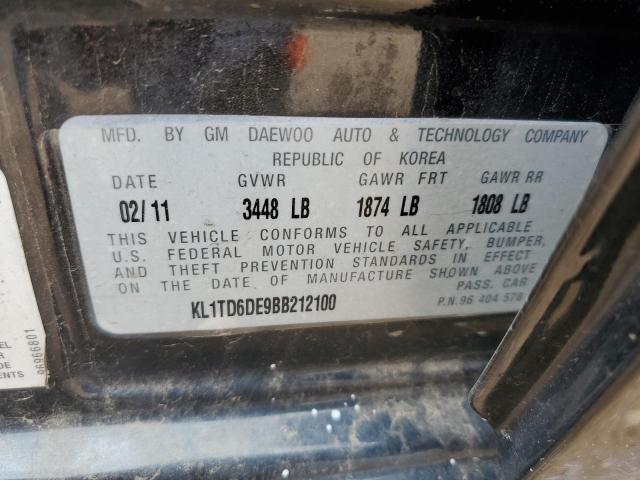 MFD. BY GM DAEWOO AUTO & TECHNOLOGY COMPANY
REPUBLIC OF KOREA
DATE GVWR GAWR FRT GAWR RR
02/11 3448 LB 1874 LB 1808 LB
THIS VEHICLE CONFORMS TO ALL APPLICABLE
U.S. FEDERAL MOTOR VEHICLE SAFETY, BUMPER,
AND THEFT PREVENTION STANDARDS IN EFFECT
ON THE DATE OF MANUFACTURE SHOWN ABOVE
PASS. CAR
KL1TD6DE9BB212100
P.N.96 404 578
96966801